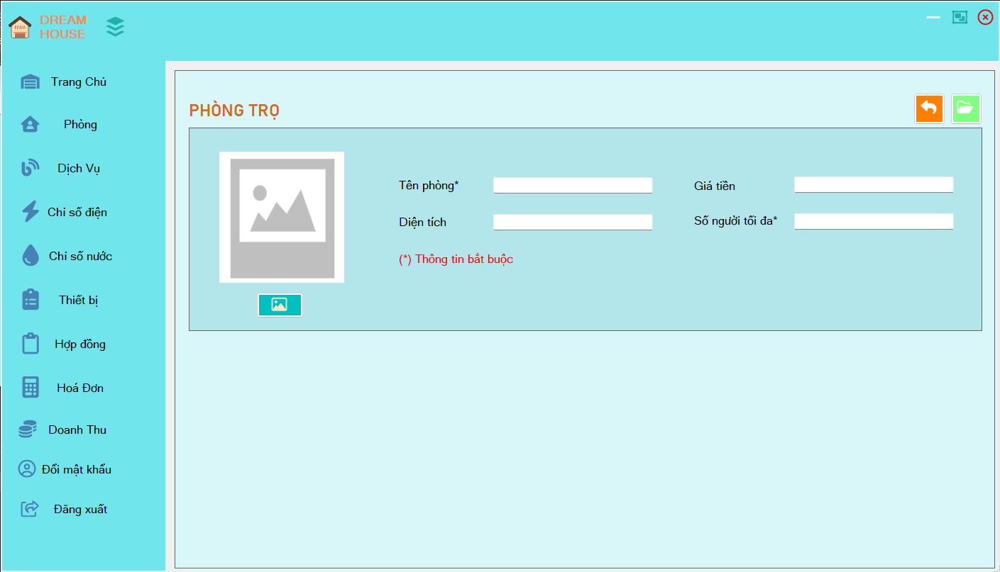 DREAM
HOUSE
Trang Chủ
Phòng
Dịch Vụ
Chỉ số điện
Chỉ số nước
Thiết bị
Hợp đồng
Hoá Đơn
Doanh Thu
Đổi mật khẩu
Đăng xuất
PHÒNG TRỌ
Tên phòng*
Giá tiền
Diện tích
Số người tối đa*
(*) Thông tin bắt buộc